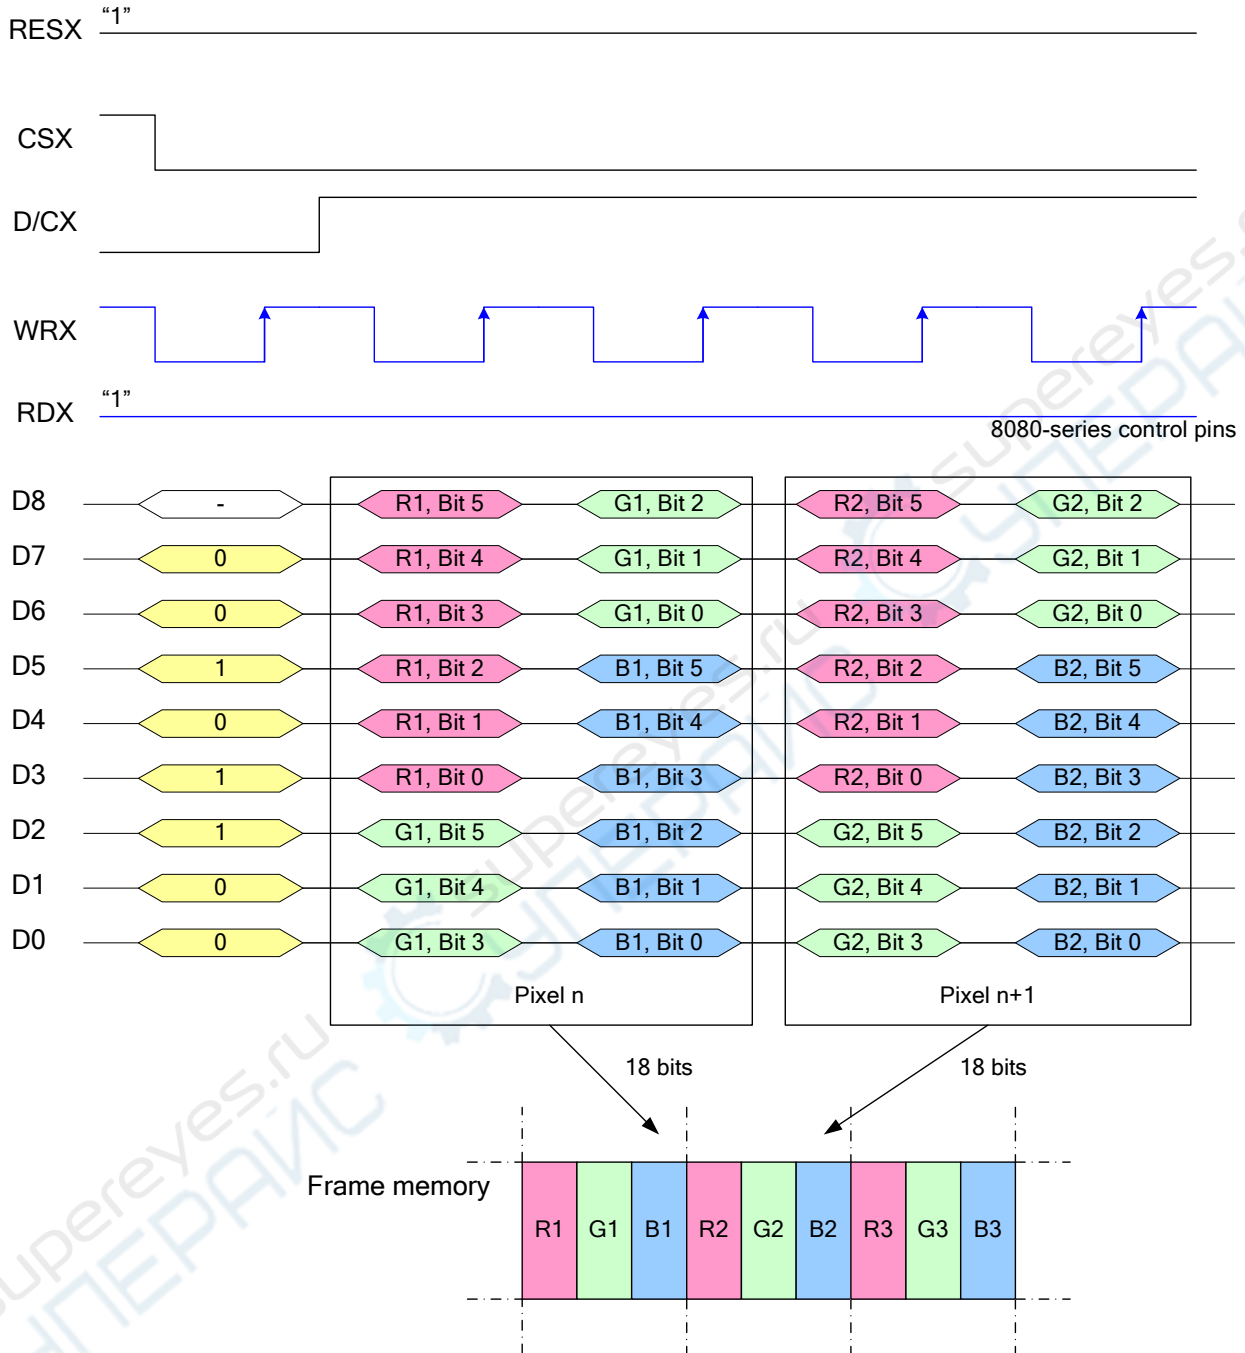 RESX "1"
CSX
D/CX
WRX
RDX "1"
8080-series control pins
D8 - R1, Bit 5 G1, Bit 2 R2, Bit 5 G2, Bit 2
D7 0 R1, Bit 4 G1, Bit 1 R2, Bit 4 G2, Bit 1
D6 0 R1, Bit 3 G1, Bit 0 R2, Bit 3 G2, Bit 0
D5 1 R1, Bit 2 B1, Bit 5 R2, Bit 2 B2, Bit 5
D4 0 R1, Bit 1 B1, Bit 4 R2, Bit 1 B2, Bit 4
D3 1 R1, Bit 0 B1, Bit 3 R2, Bit 0 B2, Bit 3
D2 1 G1, Bit 5 B1, Bit 2 G2, Bit 5 B2, Bit 2
D1 0 G1, Bit 4 B1, Bit 1 G2, Bit 4 B2, Bit 1
D0 0 G1, Bit 3 B1, Bit 0 G2, Bit 3 B2, Bit 0
Pixel n Pixel n+1
18 bits 18 bits
Frame memory
R1 G1 B1 R2 G2 B2 R3 G3 B3
supereyes.ru
СУПЕРАЙС